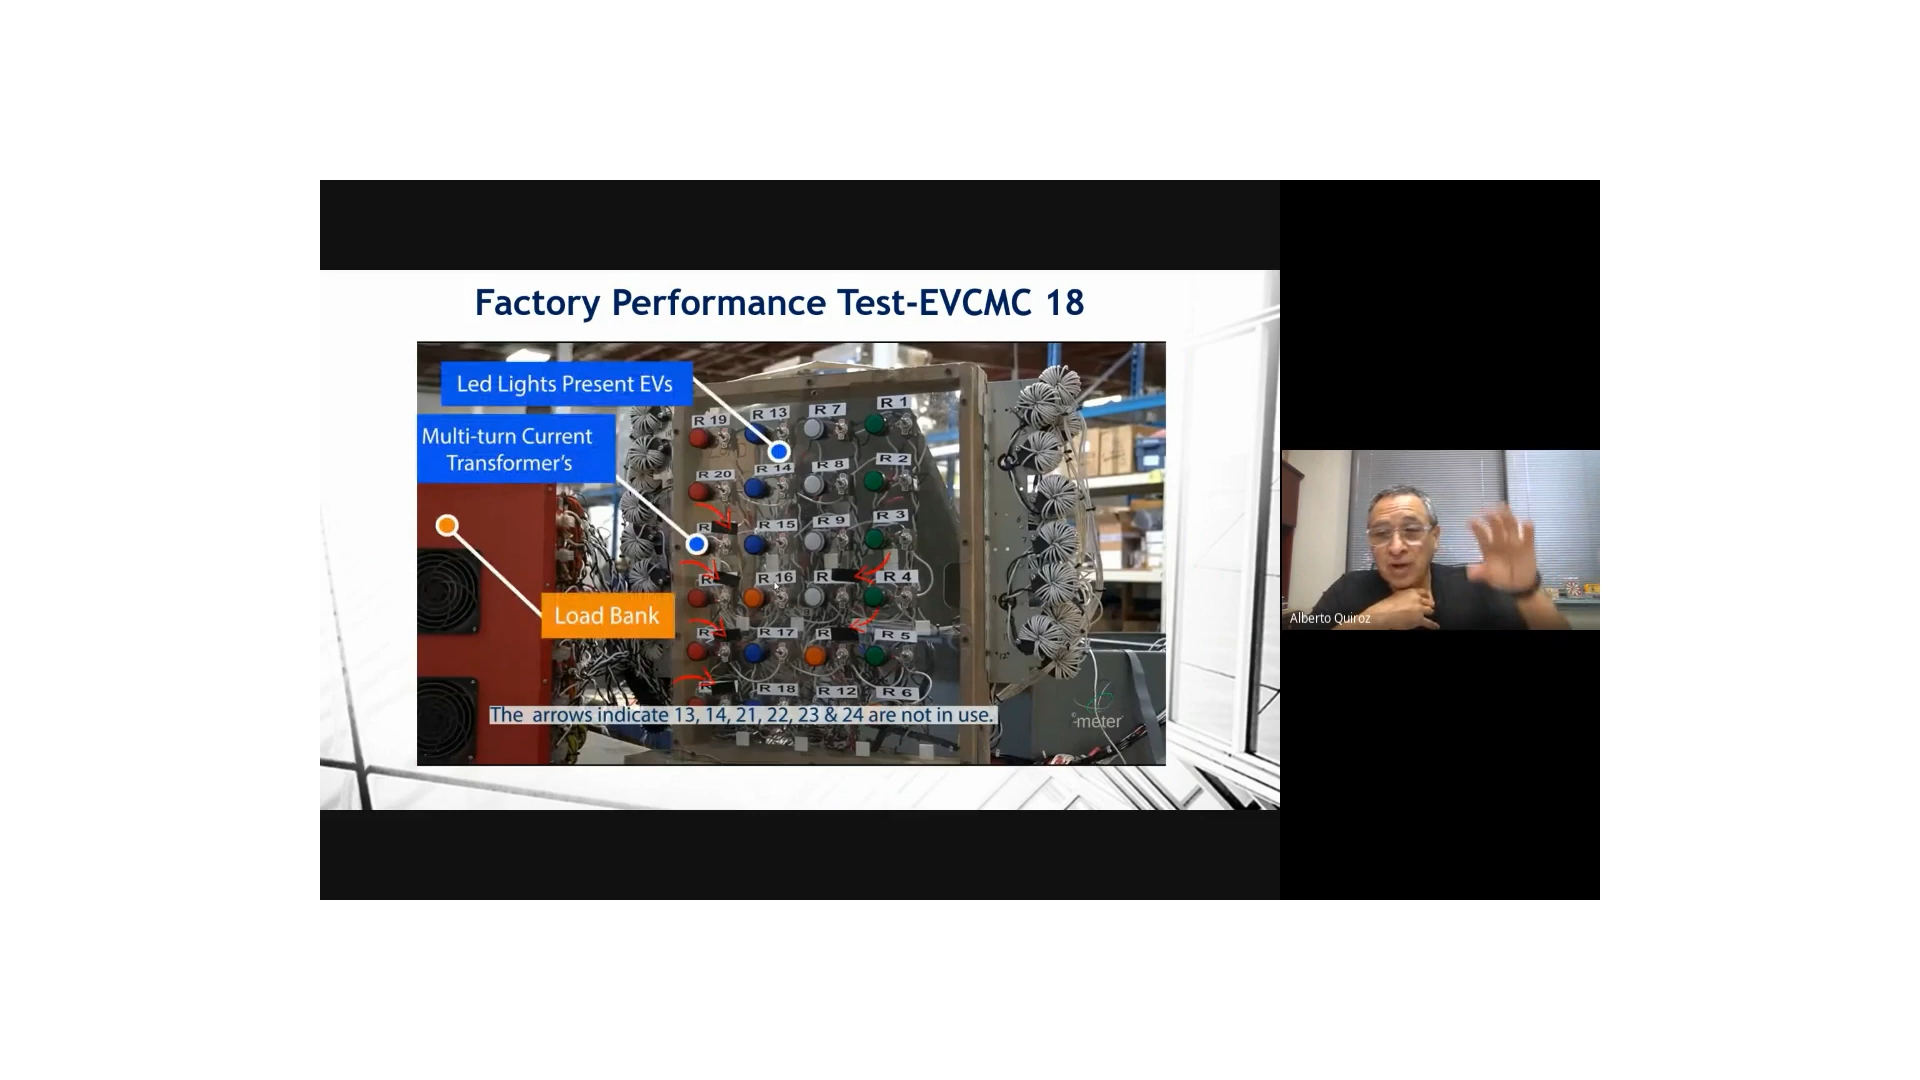 Factory Performance Test-EVCMC 18
Led Lights Present EVs
Multi-turn Current
Transformer's
Load Bank
R 19
R 13
R 7
R 1
R 20
R 14
R 8
R 2
R
R 15
R 9
R 3
R
R 16
R
R 4
R
R 17
R
R 5
R
R 18
R 12
R 6
The arrows indicate 13, 14, 21, 22, 23 & 24 are not in use.
meter
Alberto Quiroz